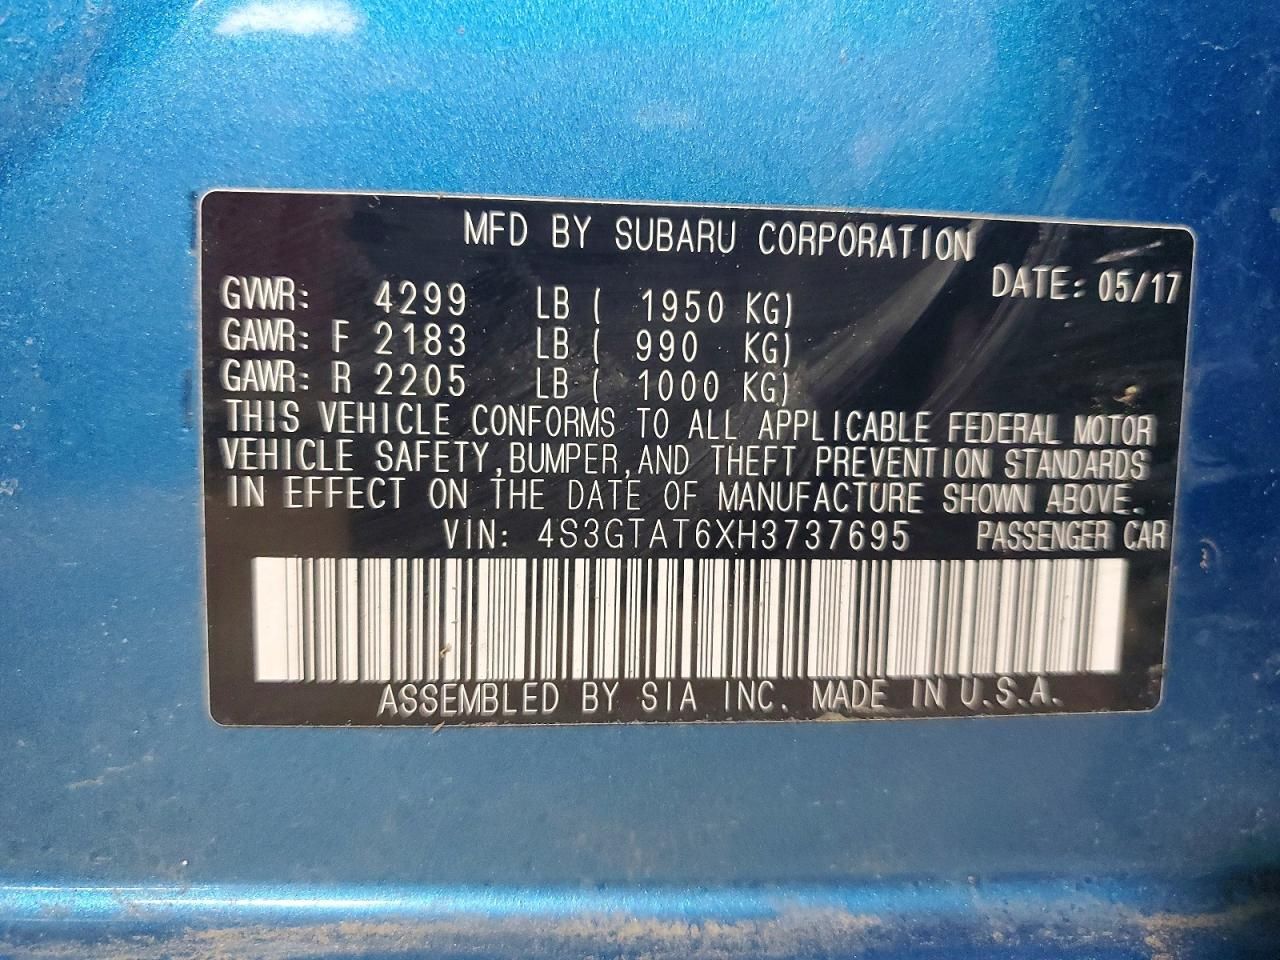 MFD BY SUBARU CORPORATION
DATE: 05/17
GVWR: 4299 LB ( 1950 KG)
GAWR: F 2183 LB ( 990 KG)
GAWR: R 2205 LB ( 1000 KG)
THIS VEHICLE CONFORMS TO ALL APPLICABLE FEDERAL MOTOR
VEHICLE SAFETY, BUMPER, AND THEFT PREVENTION STANDARDS
IN EFFECT ON THE DATE OF MANUFACTURE SHOWN ABOVE.
VIN: 4S3GTAT6XH3737695 PASSENGER CAR
ASSEMBLED BY SIA INC. MADE IN U.S.A.